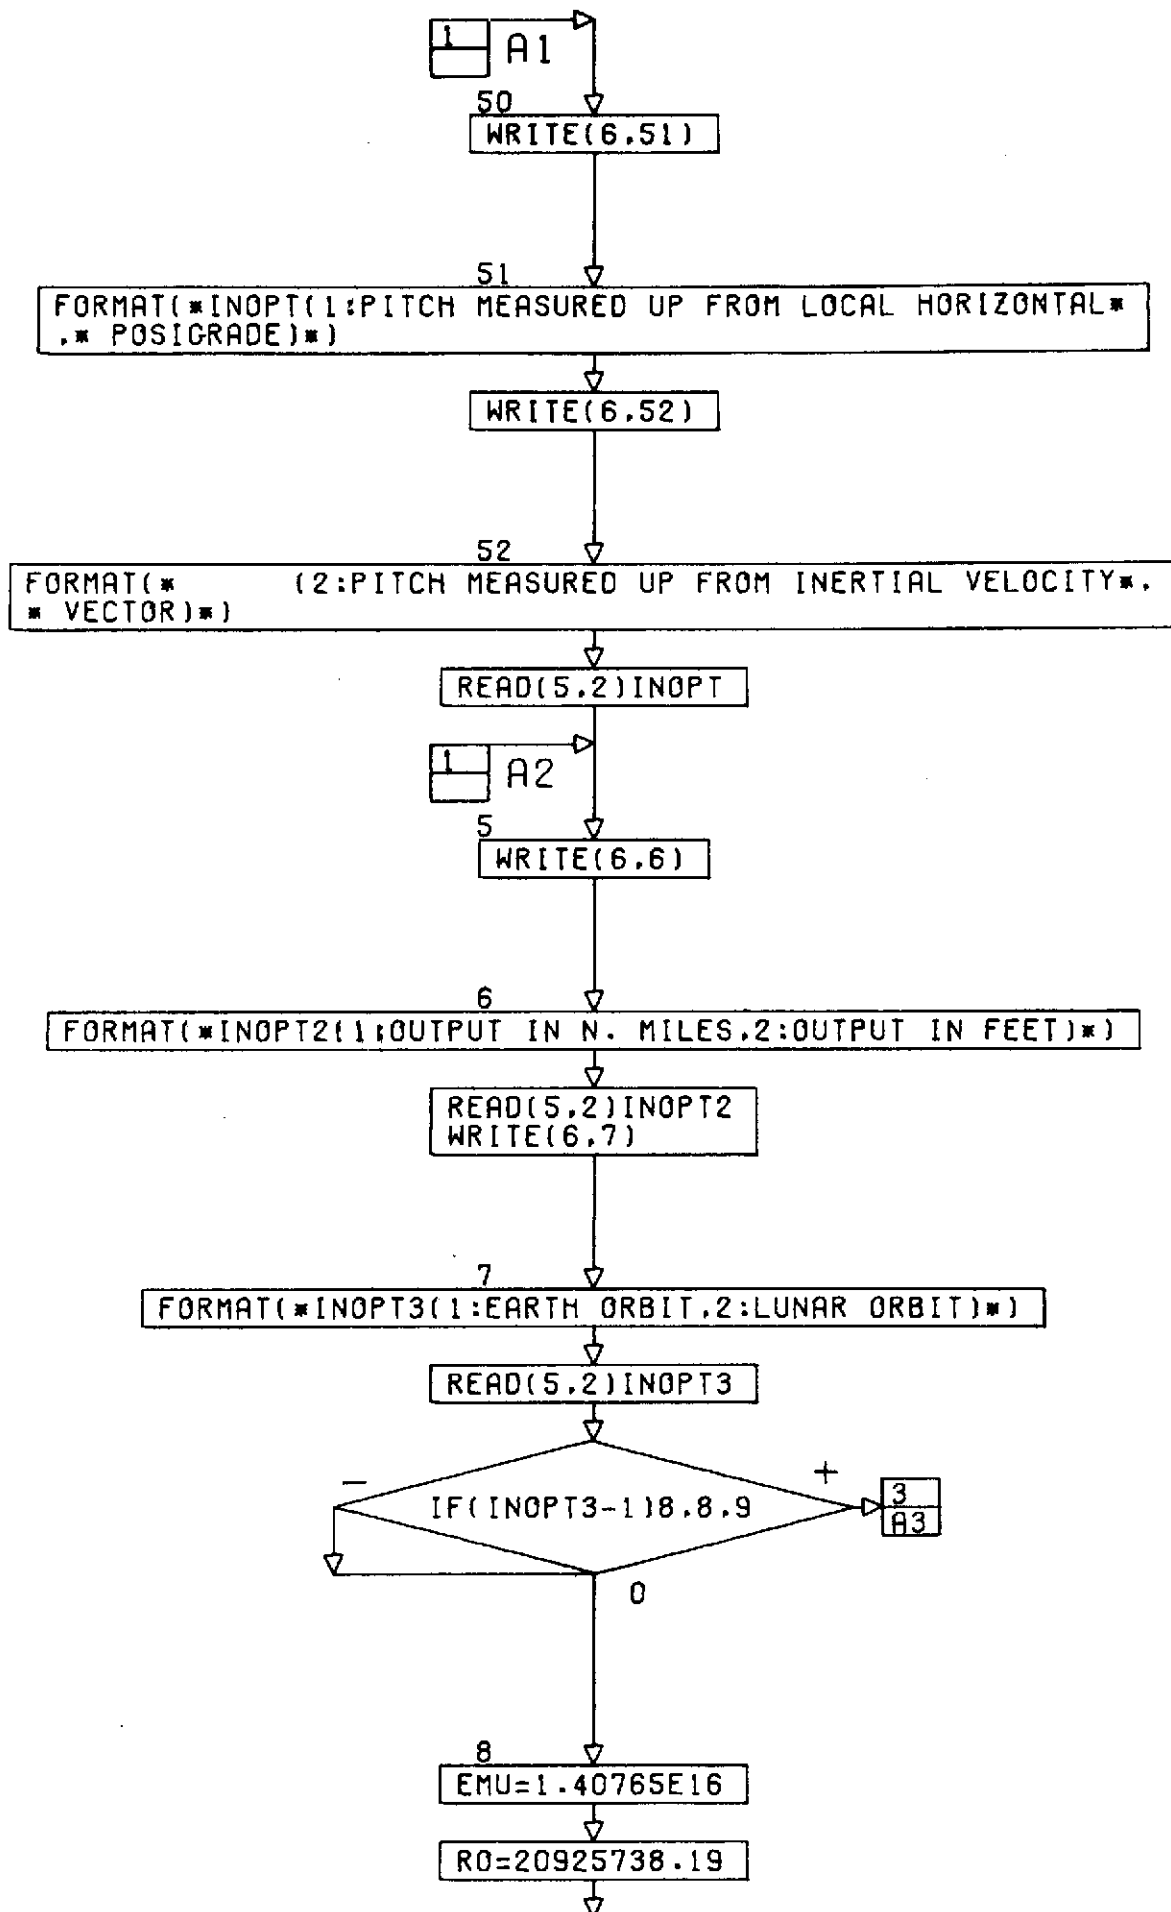 1
A1
50
WRITE(6,51)
51
FORMAT(*INOPT(1:PITCH MEASURED UP FROM LOCAL HORIZONTAL*
,* POSIGRADE)*)
WRITE(6,52)
52
FORMAT(*      (2:PITCH MEASURED UP FROM INERTIAL VELOCITY*,
* VECTOR)*)
READ(5,2)INOPT
1
A2
5
WRITE(6,6)
6
FORMAT(*INOPT2(1:OUTPUT IN N. MILES,2:OUTPUT IN FEET)*)
READ(5,2)INOPT2
WRITE(6,7)
7
FORMAT(*INOPT3(1:EARTH ORBIT,2:LUNAR ORBIT)*)
READ(5,2)INOPT3
- +
IF(INOPT3-1)8,8,9
3
A3
0
8
EMU=1.40765E16
RO=20925738.19